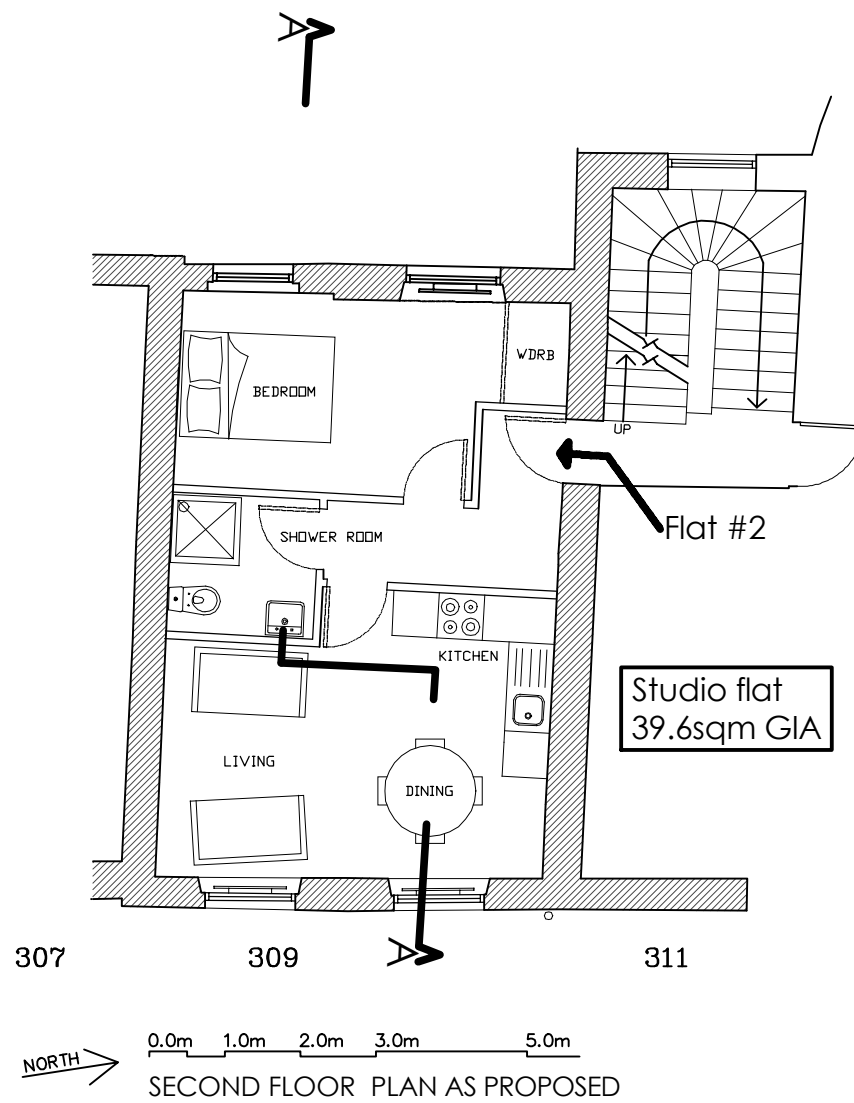 A
WDRB
BEDROOM
UP
Flat #2
SHOWER ROOM
KITCHEN
Studio flat
39.6sqm GIA
LIVING
DINING
A
307 309 311
NORTH
0.0m 1.0m 2.0m 3.0m 5.0m
SECOND FLOOR PLAN AS PROPOSED